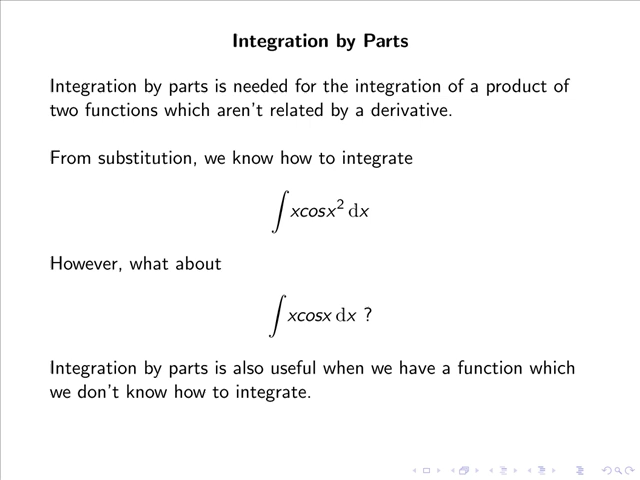 Integration by Parts
Integration by parts is needed for the integration of a product of
two functions which aren't related by a derivative.
From substitution, we know how to integrate
∫ xcosx² dx
However, what about
∫ xcosx dx ?
Integration by parts is also useful when we have a function which
we don't know how to integrate.